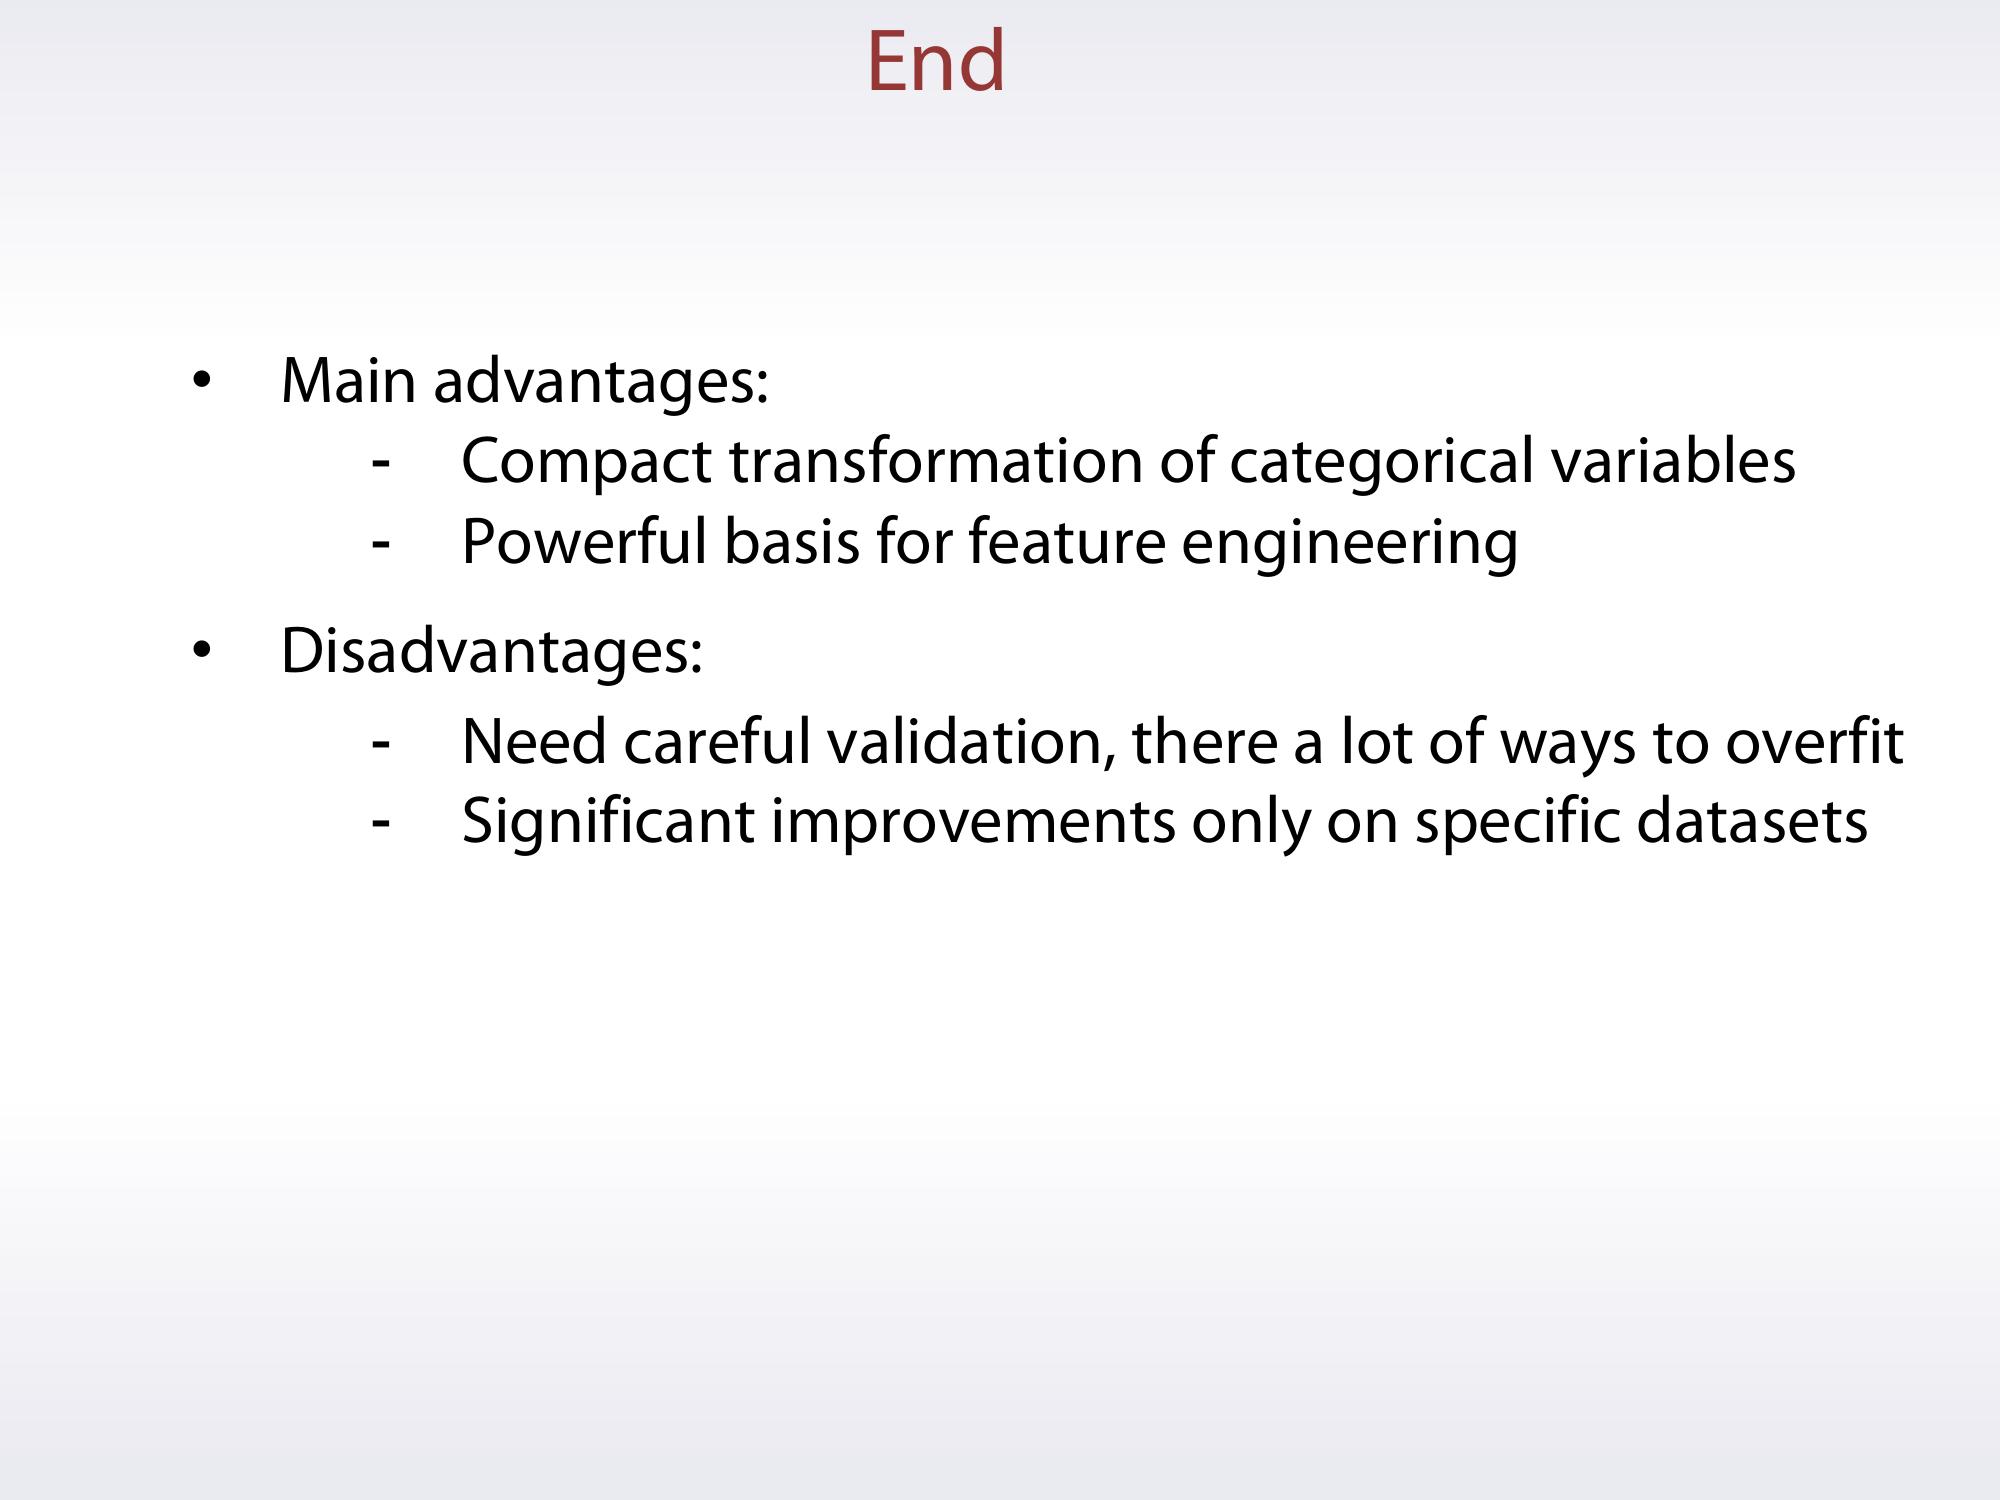 End
• Main advantages:
- Compact transformation of categorical variables
- Powerful basis for feature engineering
• Disadvantages:
- Need careful validation, there a lot of ways to overfit
- Significant improvements only on specific datasets